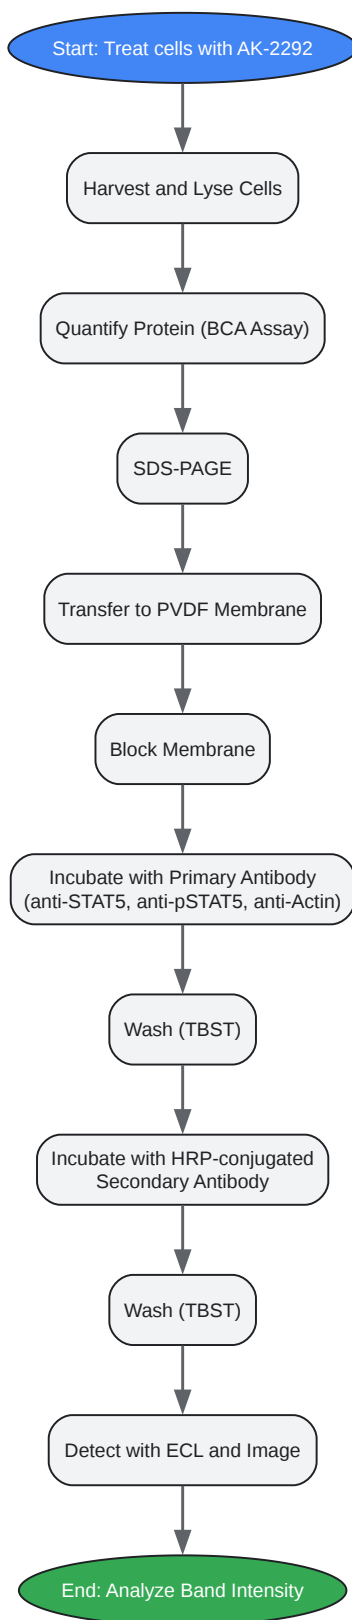 Start: Treat cells with AK-2292
Harvest and Lyse Cells
Quantify Protein (BCA Assay)
SDS-PAGE
Transfer to PVDF Membrane
Block Membrane
Incubate with Primary Antibody
(anti-STAT5, anti-pSTAT5, anti-Actin)
Wash (TBST)
Incubate with HRP-conjugated
Secondary Antibody
Wash (TBST)
Detect with ECL and Image
End: Analyze Band Intensity